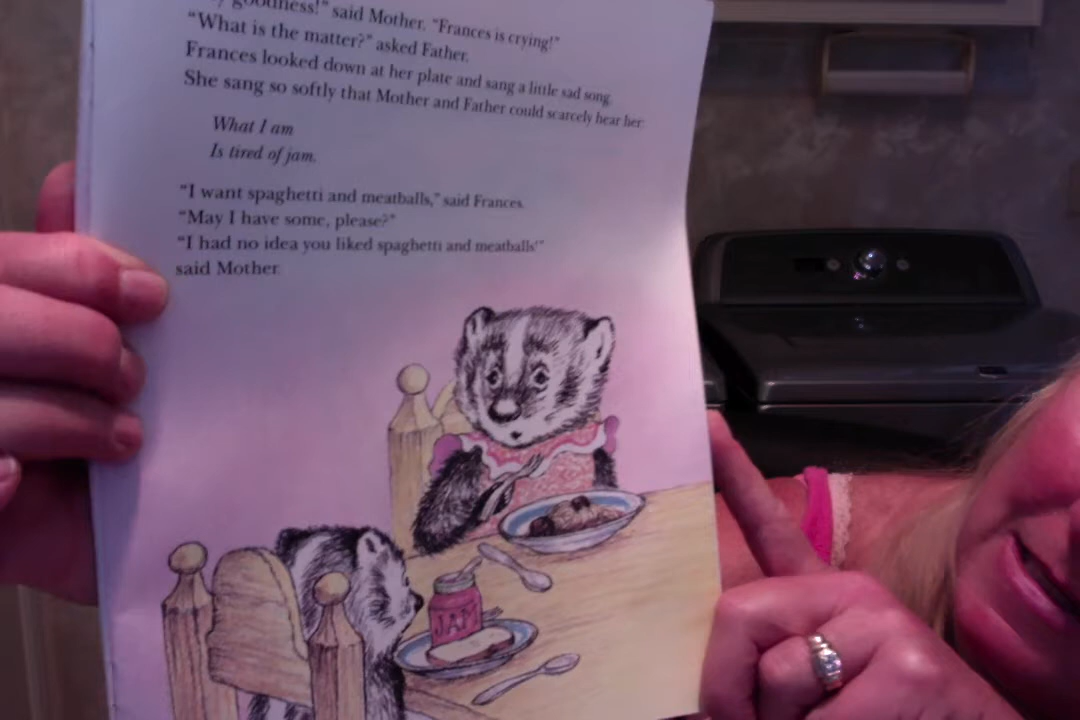 goodness!” said Mother. “Frances is crying!”
“What is the matter?” asked Father.
Frances looked down at her plate and sang a little sad song.
She sang so softly that Mother and Father could scarcely hear her:
What I am
Is tired of jam.
“I want spaghetti and meatballs,” said Frances.
“May I have some, please?”
“I had no idea you liked spaghetti and meatballs!”
said Mother.
JAM